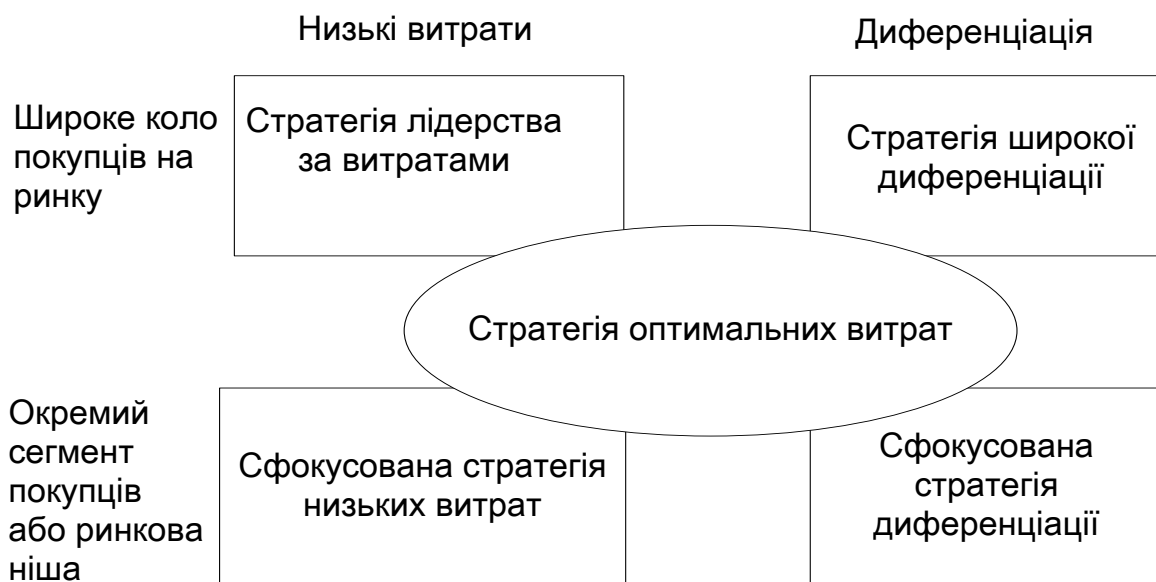 Низькі витрати
Диференціація
Широке коло
покупців на
ринку
Стратегія лідерства
за витратами
Стратегія широкої
диференціації
Стратегія оптимальних витрат
Окремий
сегмент
покупців
або ринкова
ніша
Сфокусована стратегія
низьких витрат
Сфокусована
стратегія
диференціації